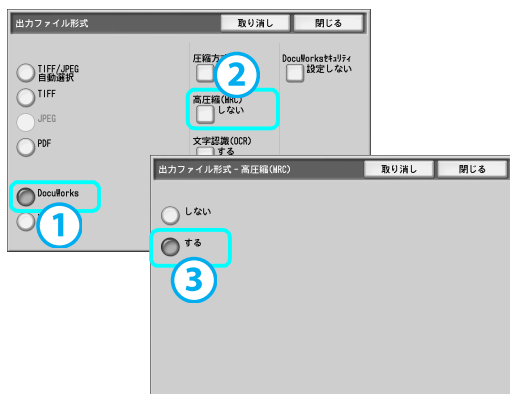 出力ファイル形式
取り消し
閉じる
TIFF/JPEG
自動選択
TIFF
JPEG
PDF
DocuWorks
1
圧縮方
2
高圧縮(MRC)
しない
文字認識(OCR)
する
DocuWorksセキュリティ
設定しない
出力ファイル形式 - 高圧縮(MRC)
取り消し
閉じる
しない
する
3